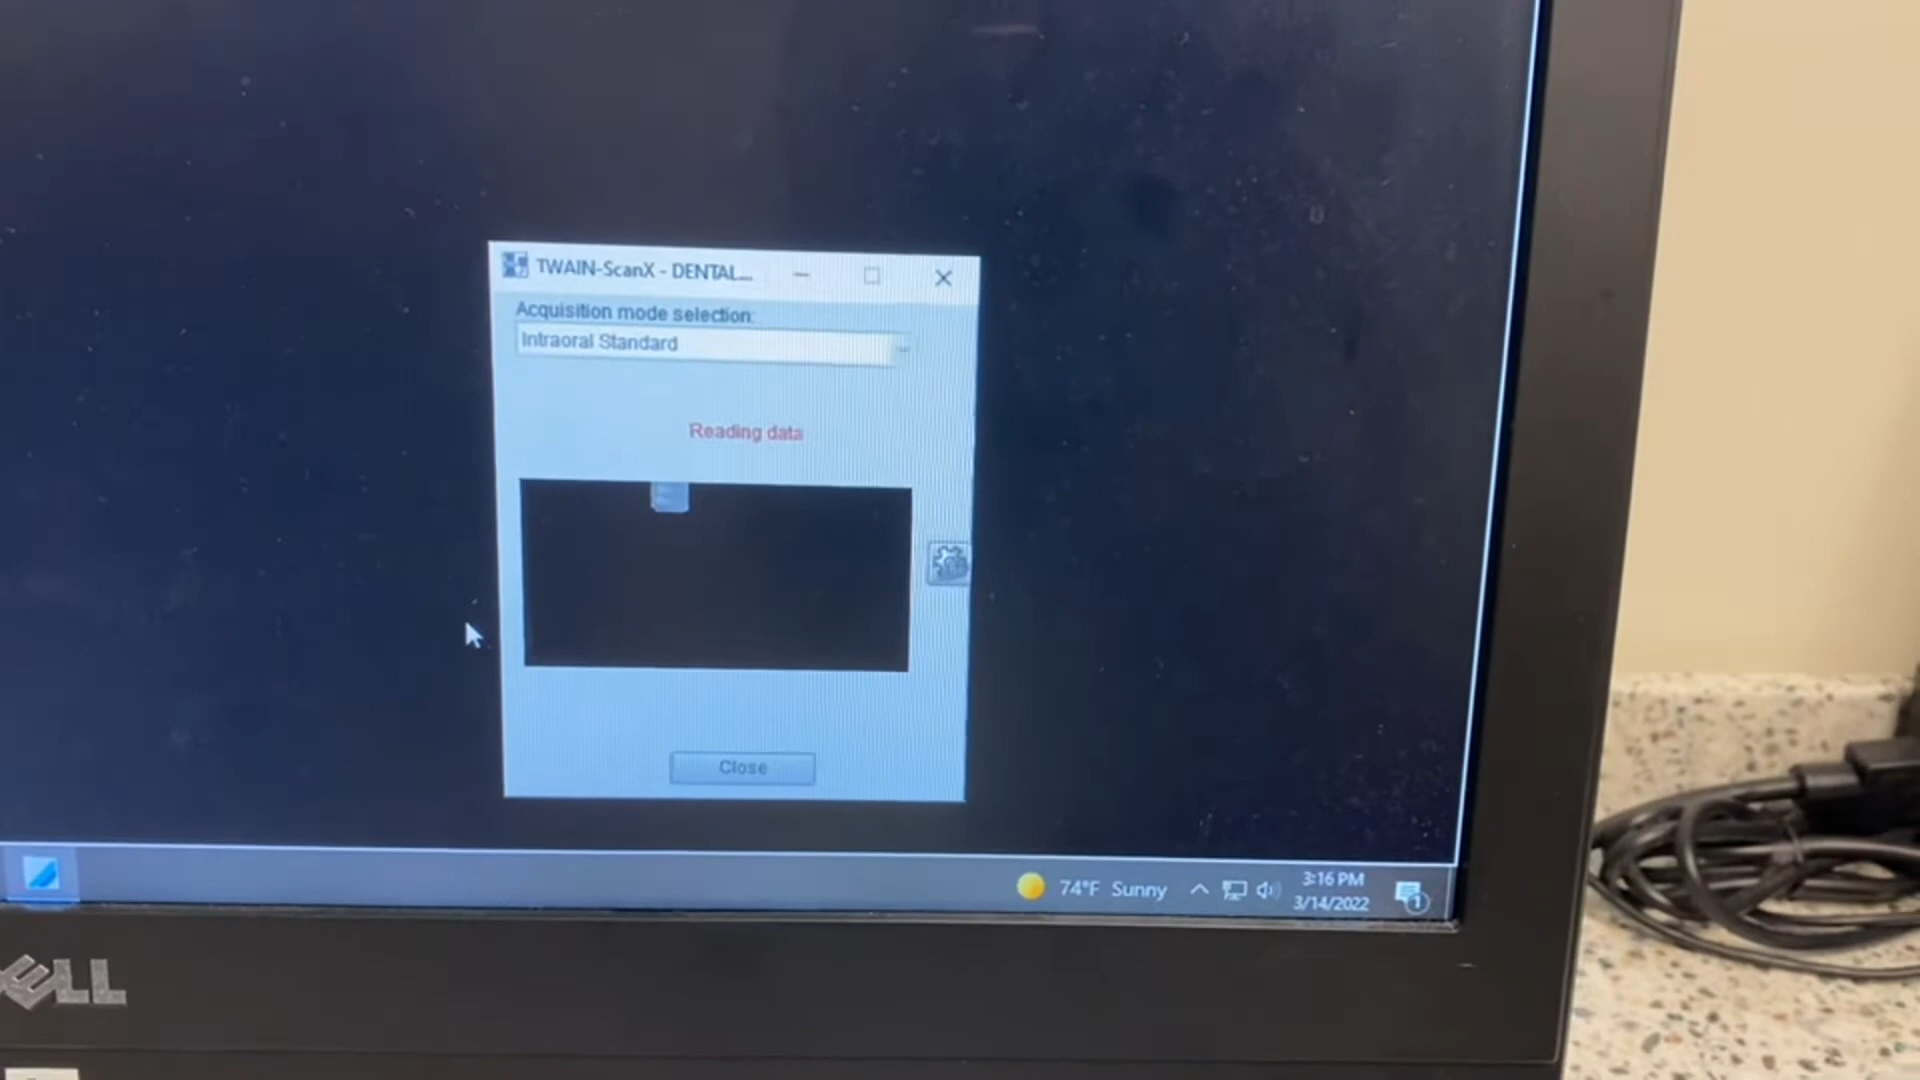 TWAIN-ScanX - DENTAL...
Acquisition mode selection:
Intraoral Standard
Reading data
Close
74°F Sunny
3:16 PM
3/14/2022
1
DELL